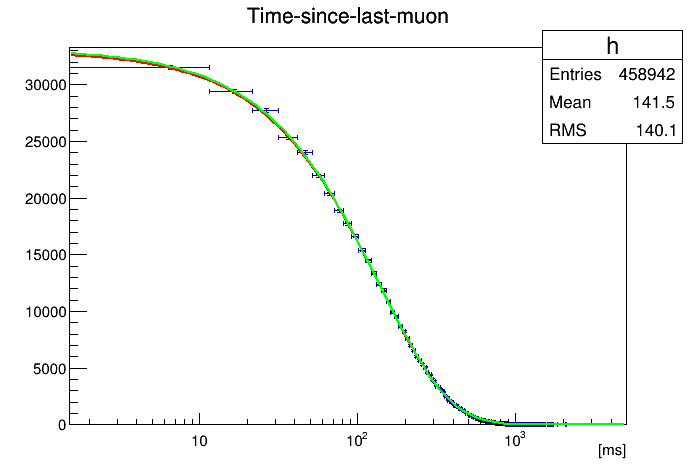 Time-since-last-muon
h
Entries 458942
Mean 141.5
RMS 140.1
30000
25000
20000
15000
10000
5000
0
10
10²
10³
[ms]